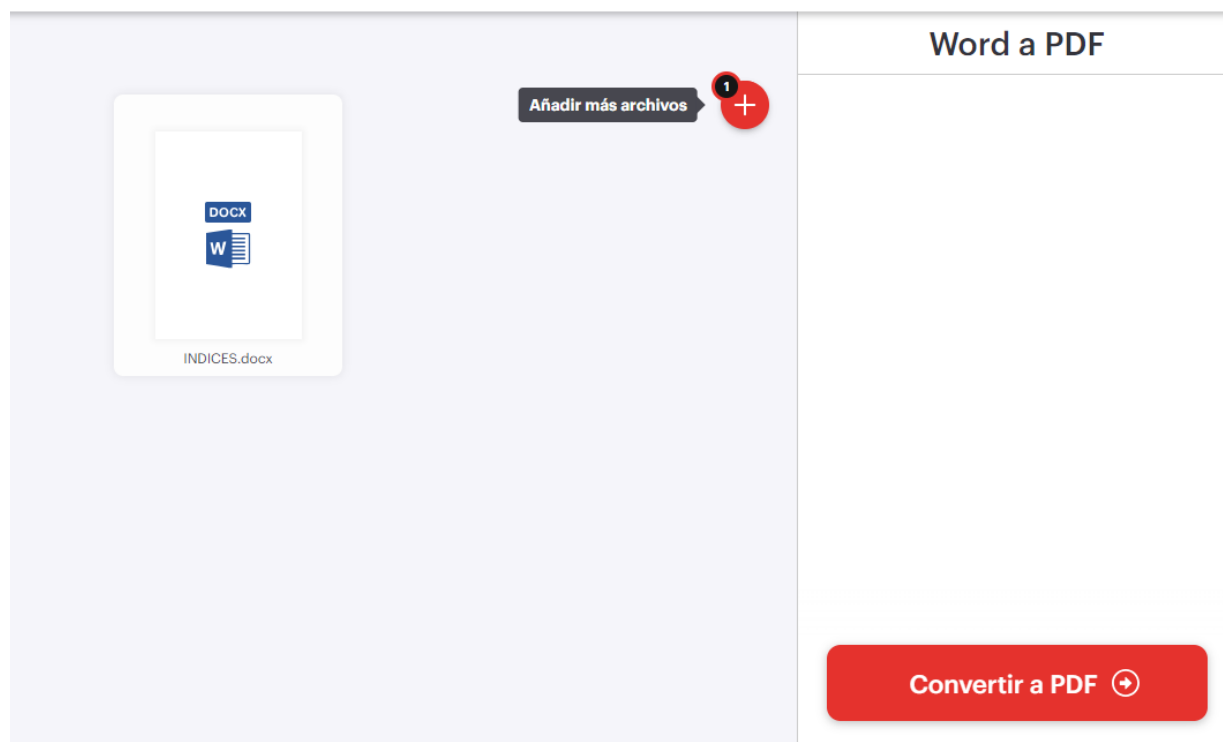 Word a PDF
Añadir más archivos
1
DOCX
W
INDICES.docx
Convertir a PDF